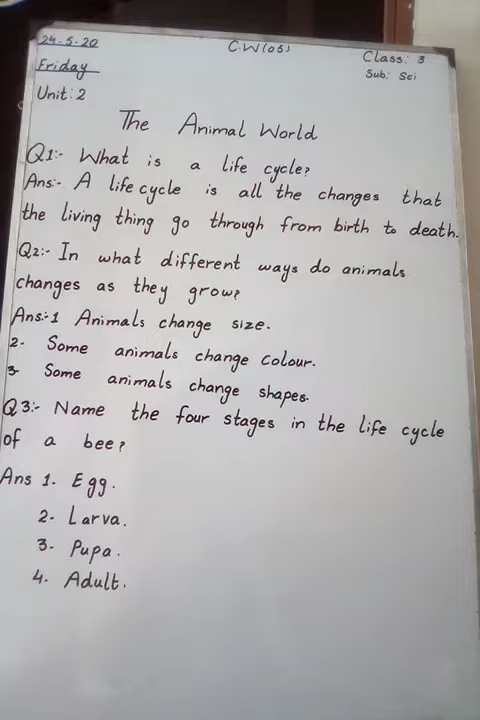 24-5-20
C.W(05)
Class: 3
Friday
Sub: Sci
Unit: 2
The Animal World
Q1:- What is a life cycle?
Ans:- A life cycle is all the changes that
the living thing go through from birth to death.
Q2:- In what different ways do animals
changes as they grow?
Ans:-1 Animals change size.
2. Some animals change colour.
3- Some animals change shapes.
Q3:- Name the four stages in the life cycle
of a bee?
Ans 1. Egg.
2. Larva.
3. Pupa.
4. Adult.